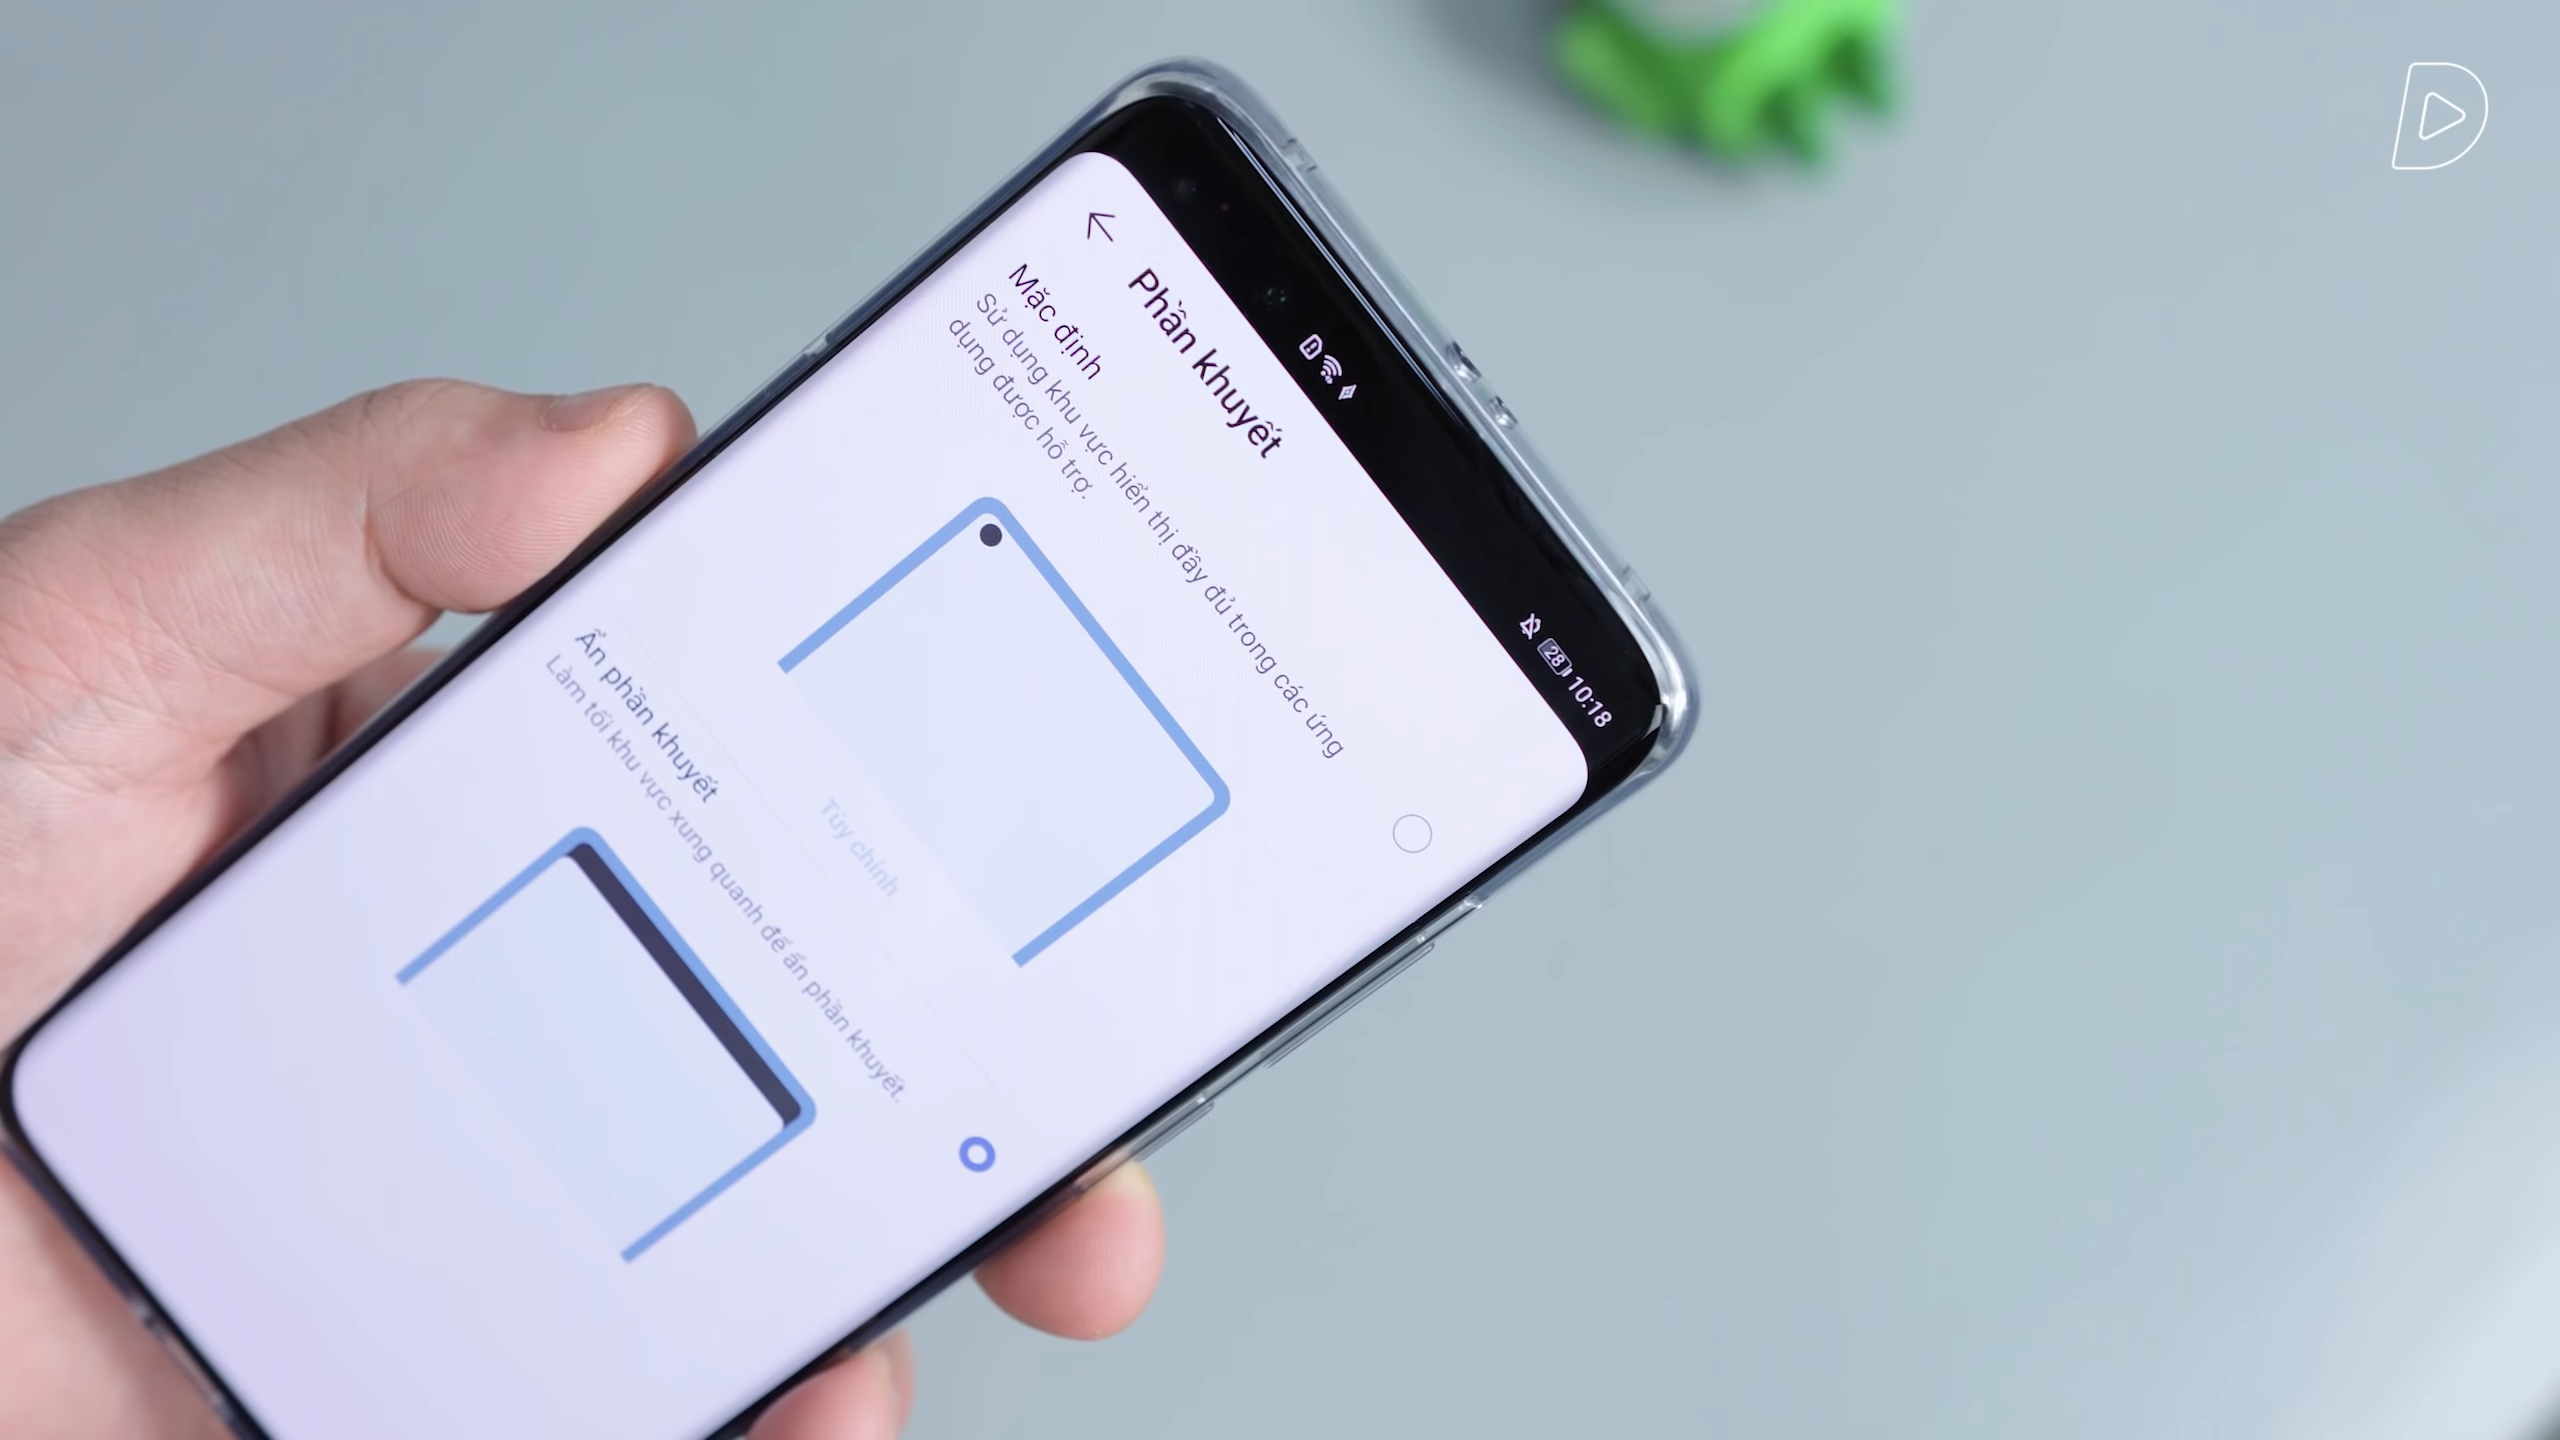 28 10:18
Phần khuyết
Mặc định
Sử dụng khu vực hiển thị đầy đủ trong các ứng
dụng được hỗ trợ.
Tùy chỉnh
Ẩn phần khuyết
Làm tối khu vực xung quanh để ẩn phần khuyết.